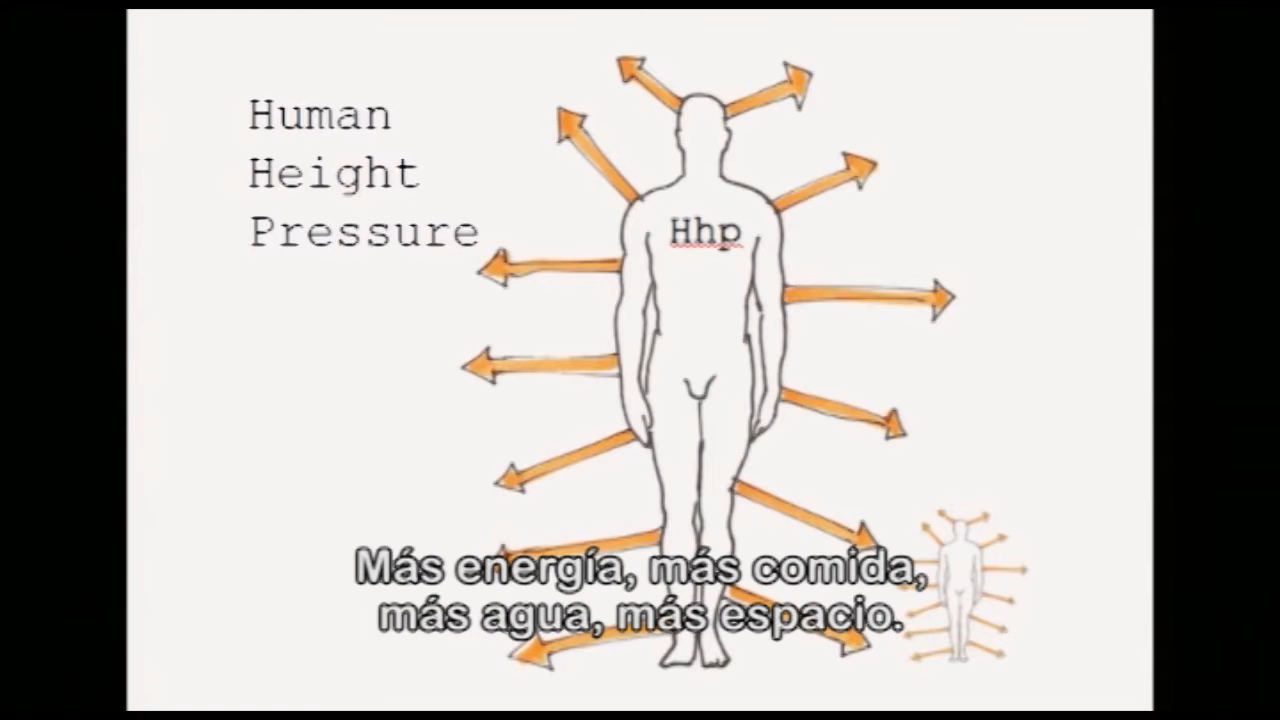 Human
Height
Pressure
Hhp
Más energía, más comida,
más agua, más espacio.